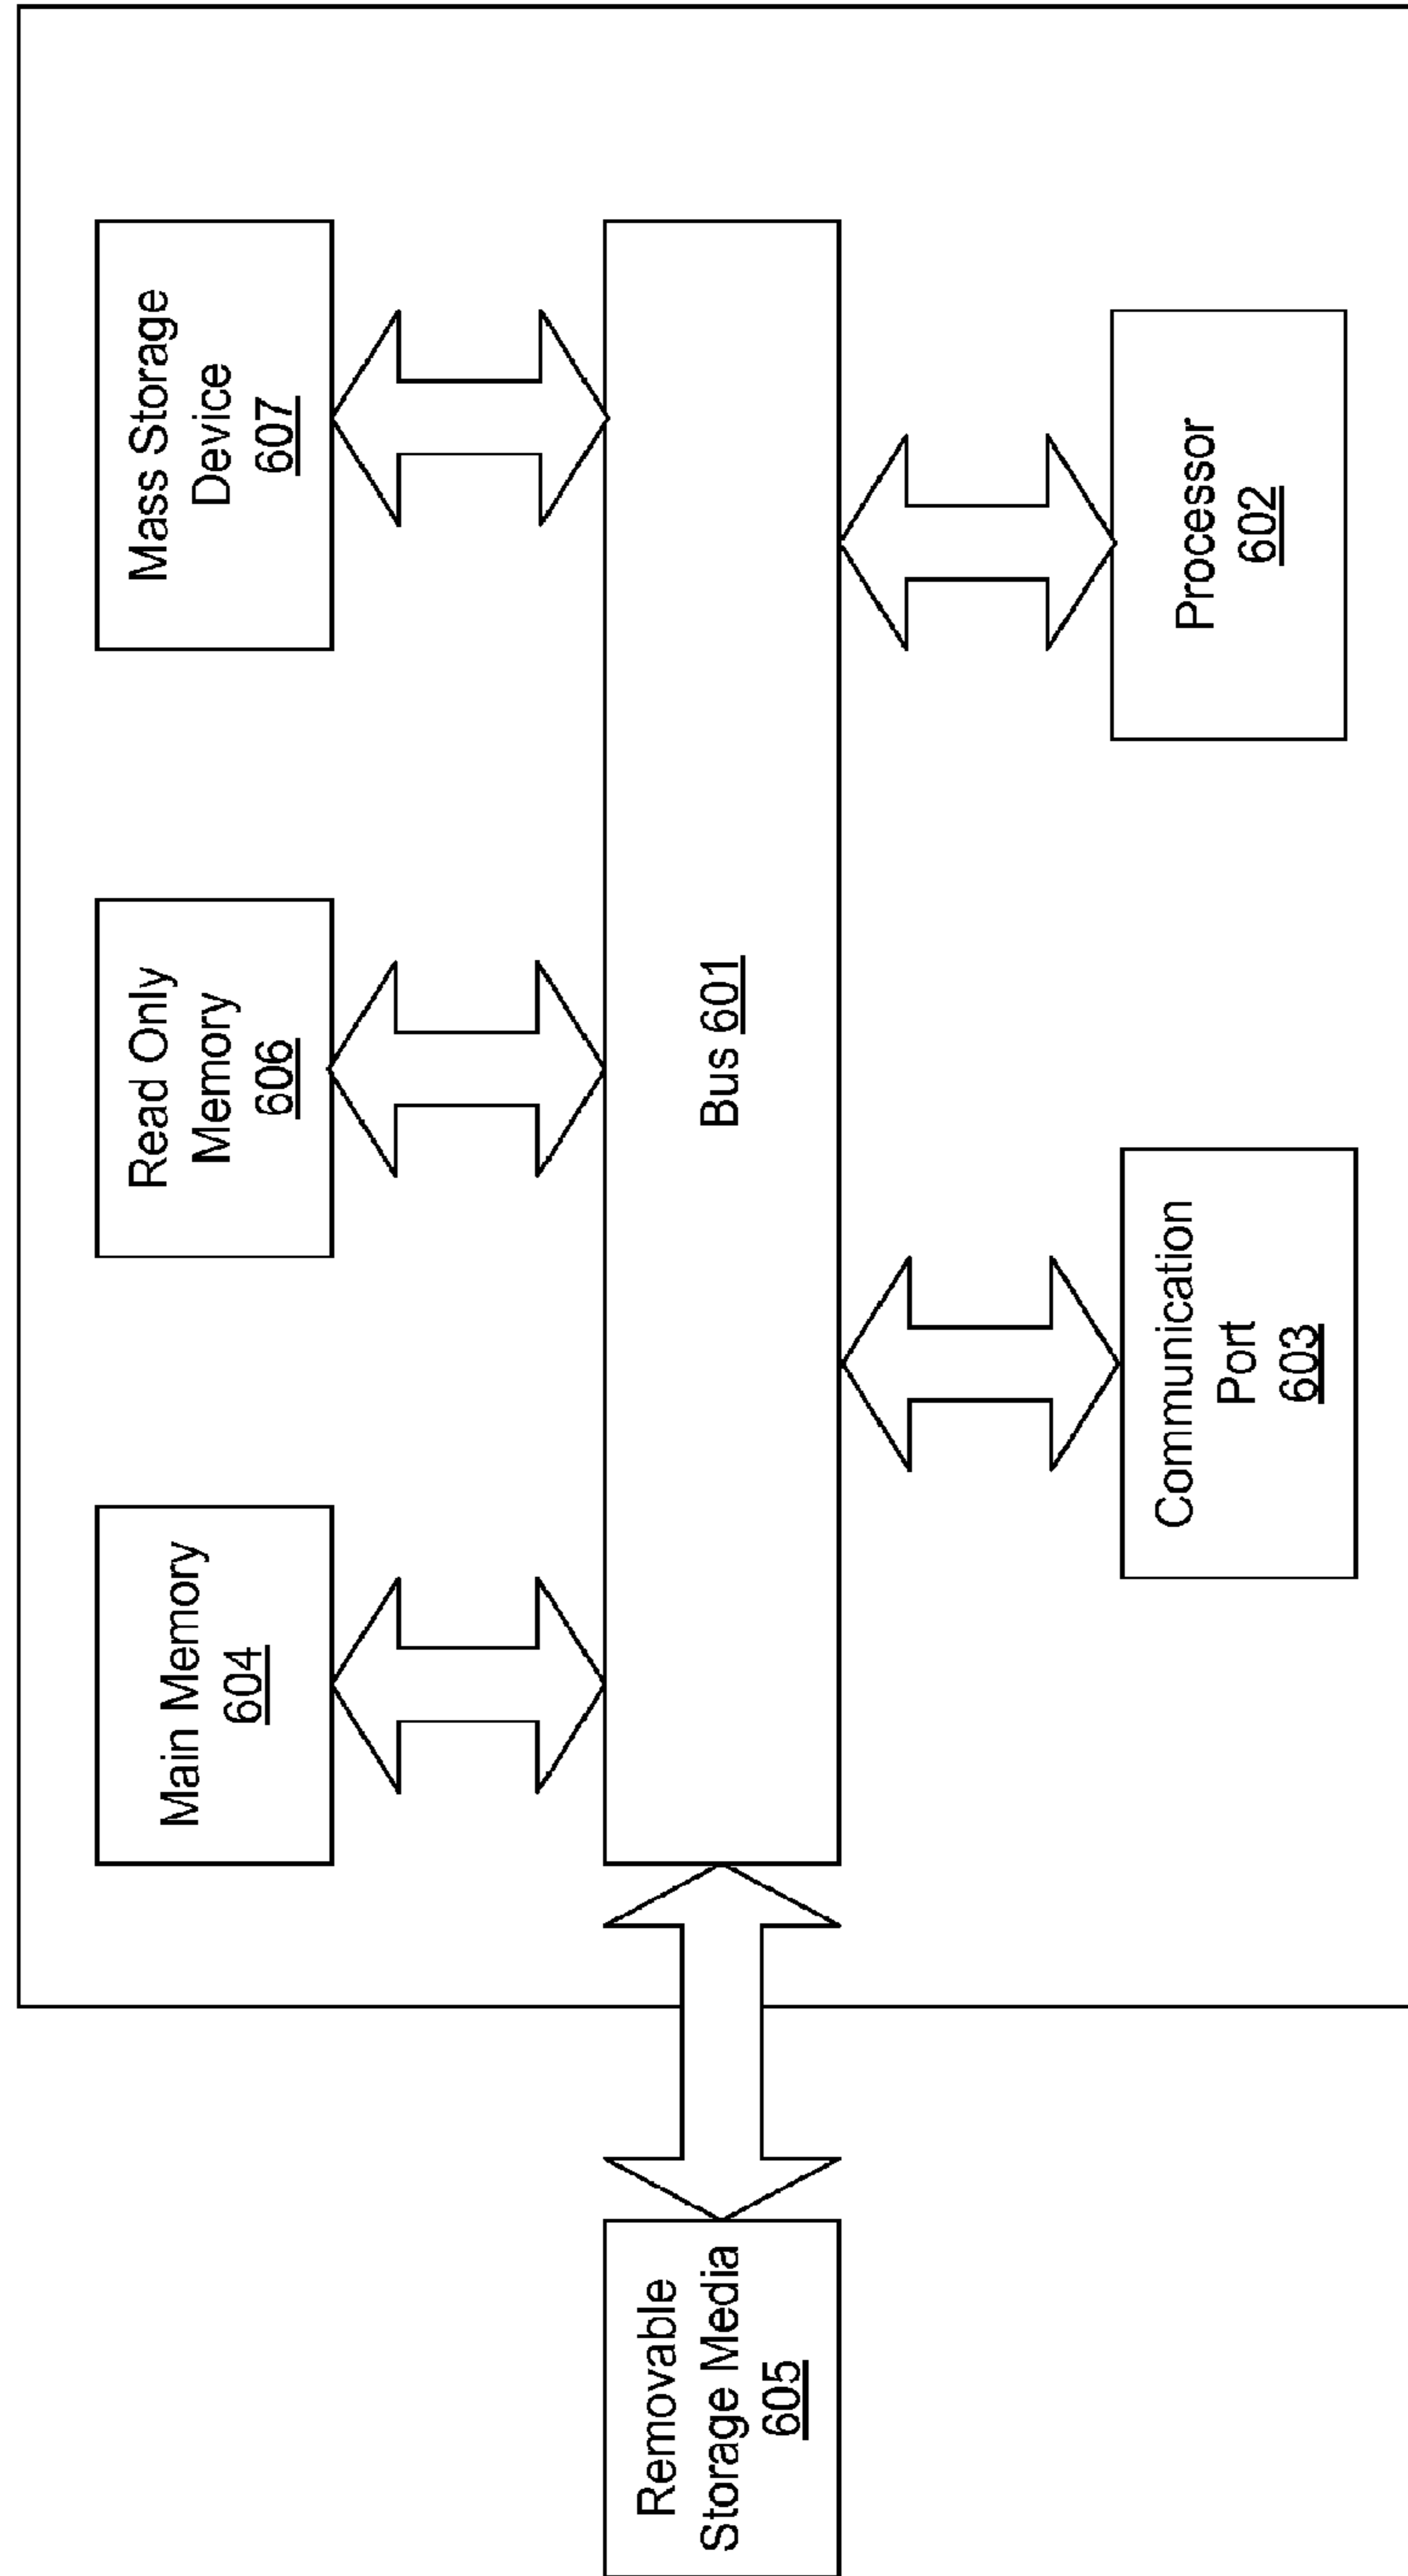 Main Memory
604
Read Only
Memory
606
Mass Storage
Device
607
Removable
Storage Media
605
Bus 601
Communication
Port
603
Processor
602